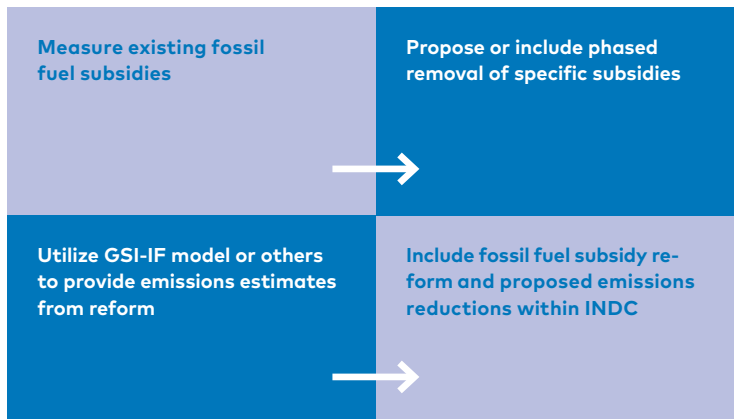 Measure existing fossil
fuel subsidies
Propose or include phased
removal of specific subsidies
Utilize GSI-IF model or others
to provide emissions estimates
from reform
Include fossil fuel subsidy re-
form and proposed emissions
reductions within INDC